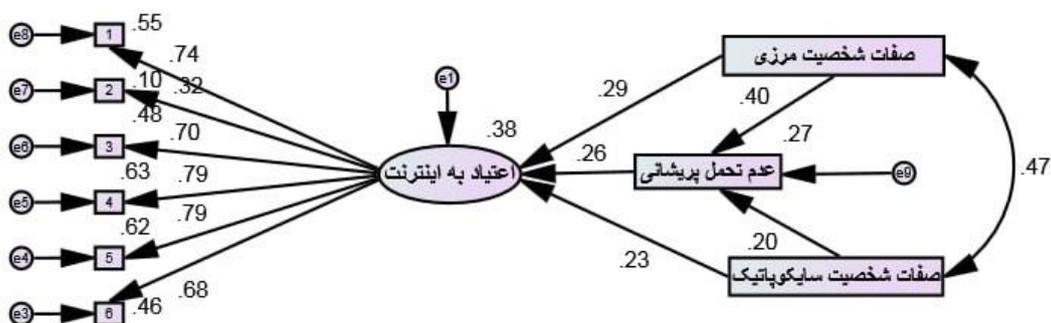 e8 1 .55
.74
e7 2 .10 .32
.48
e6 3 .70
.63 .79
e5 4
.62 .79
e4 5
.68
e3 6 .46
e1
.38
اعتیاد به اینترنت
.29
.26
.23
صفات شخصیت مرزی
.40
.27
عدم تحمل پریشانی
e9
.20
صفات شخصیت سایکوپاتیک
.47